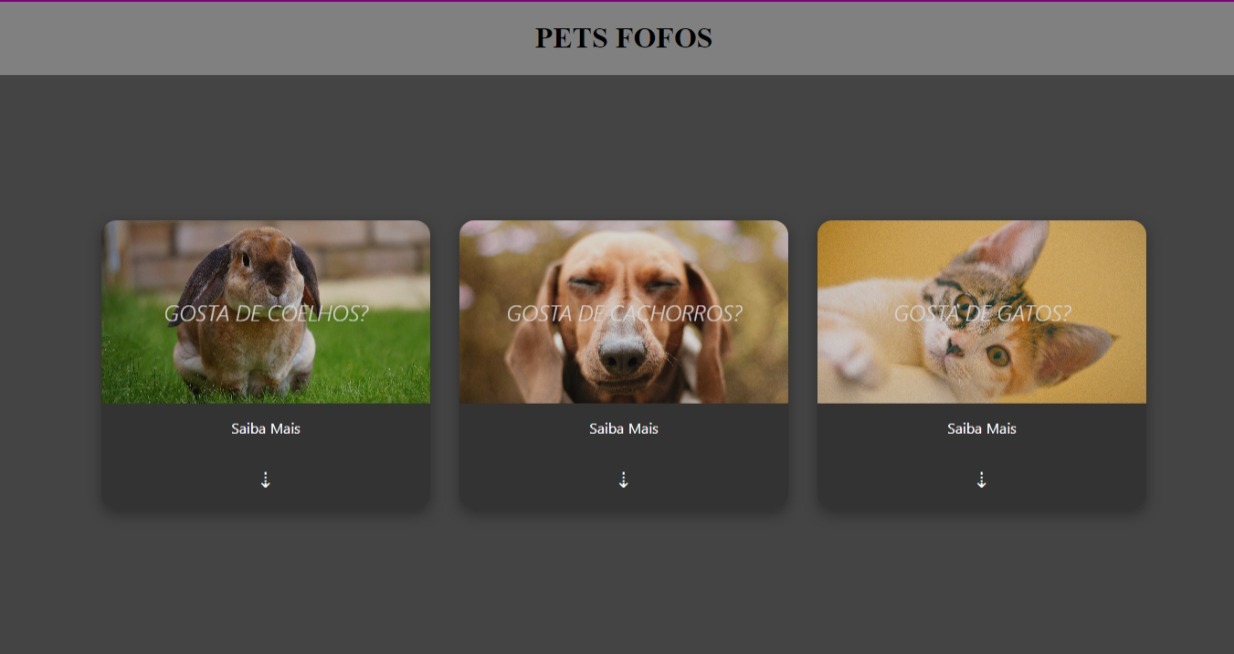 PETS FOFOS
GOSTA DE COELHOS?
GOSTA DE CACHORROS?
GOSTA DE GATOS?
Saiba Mais
Saiba Mais
Saiba Mais
⇣
⇣
⇣